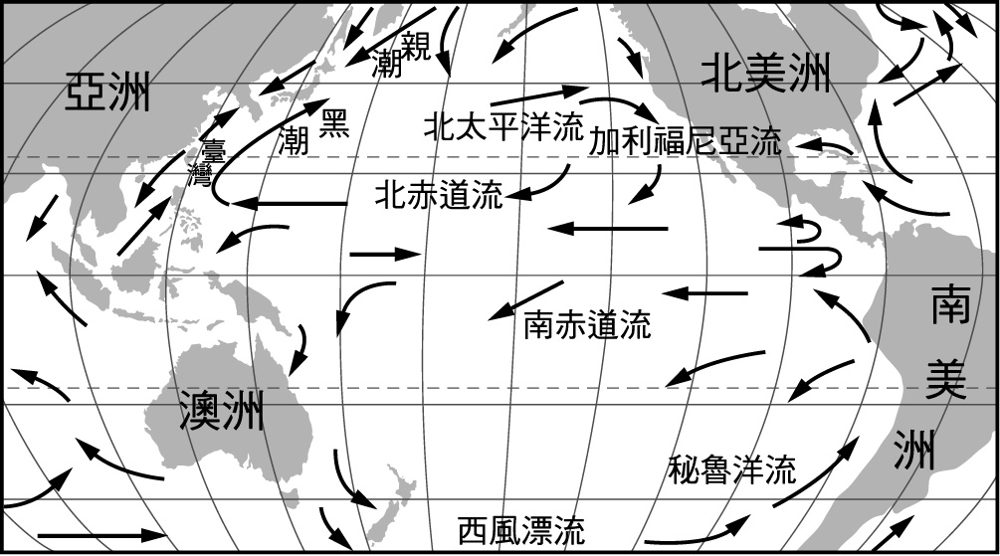 親潮
亞洲
北美洲
黑潮
北太平洋流
加利福尼亞流
臺灣
北赤道流
南赤道流
南美洲
澳洲
秘魯洋流
西風漂流